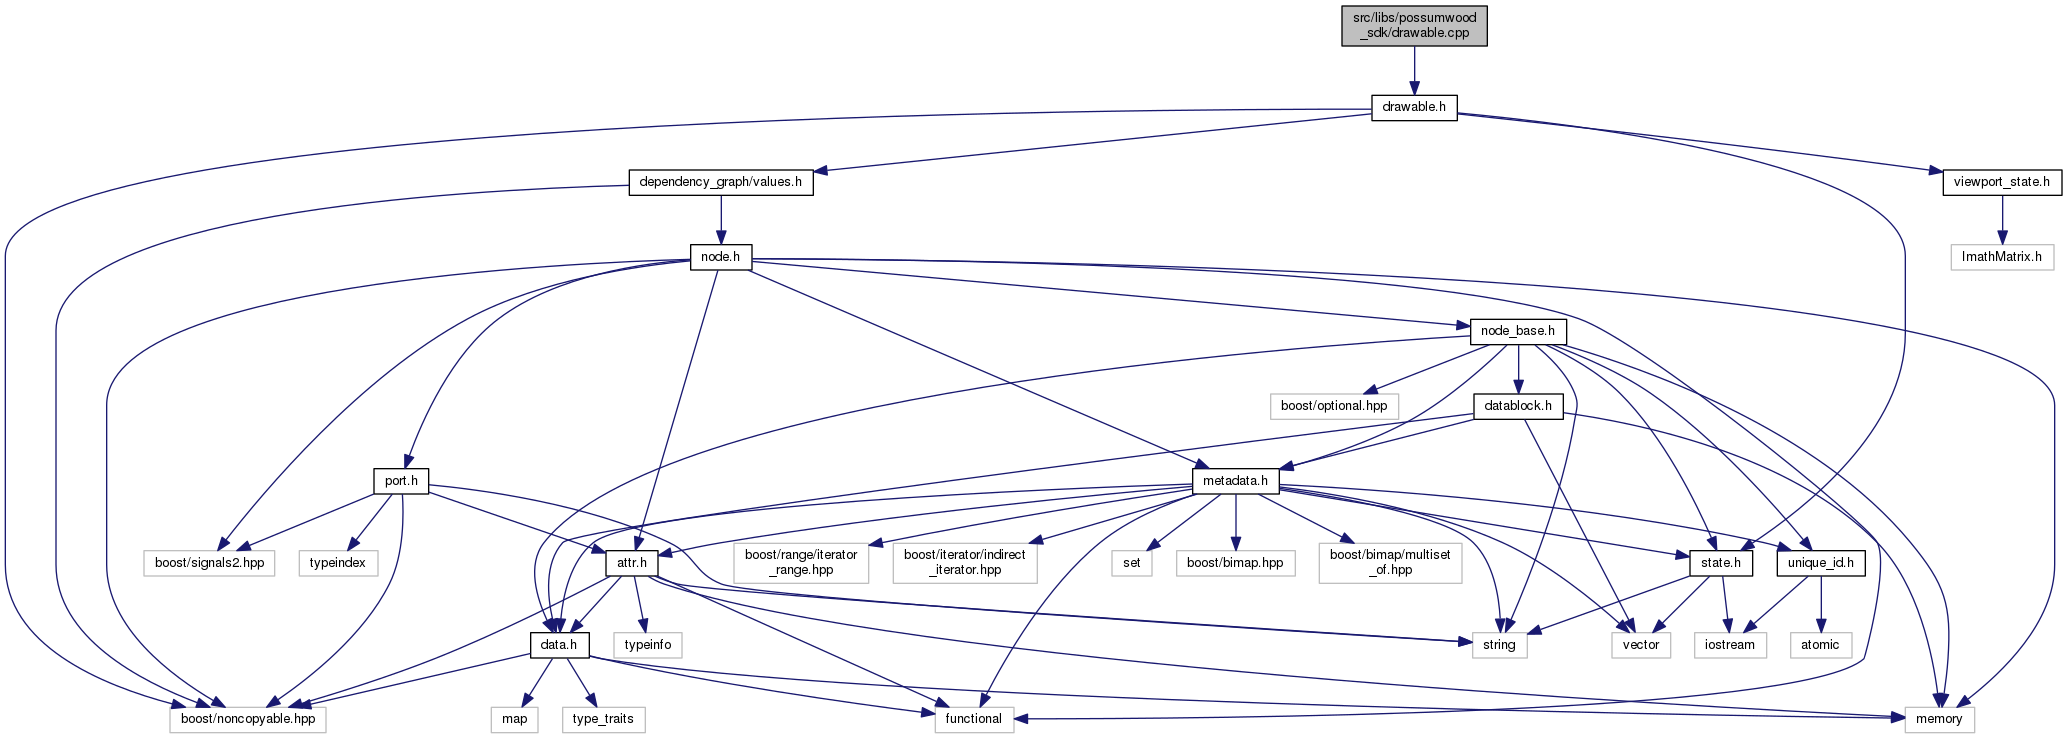 src/libs/possumwood
_sdk/drawable.cpp
drawable.h
dependency_graph/values.h
viewport_state.h
node.h
ImathMatrix.h
node_base.h
boost/optional.hpp
datablock.h
port.h
metadata.h
boost/signals2.hpp
typeindex
attr.h
boost/range/iterator
_range.hpp
boost/iterator/indirect
_iterator.hpp
set
boost/bimap.hpp
boost/bimap/multiset
_of.hpp
state.h
unique_id.h
data.h
typeinfo
string
vector
iostream
atomic
boost/noncopyable.hpp
map
type_traits
functional
memory